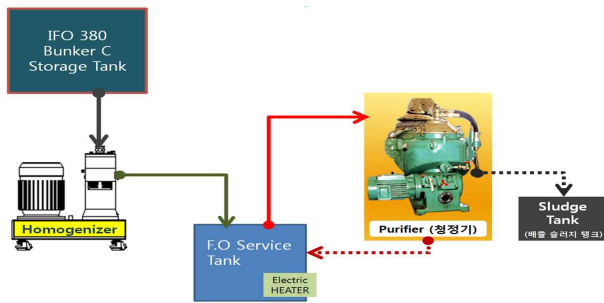 IFO 380
Bunker C
Storage Tank
Homogenizer
F.O Service
Tank
Electric
HEATER
Purifier (청정기)
Sludge
Tank
(배출 슬러지 탱크)